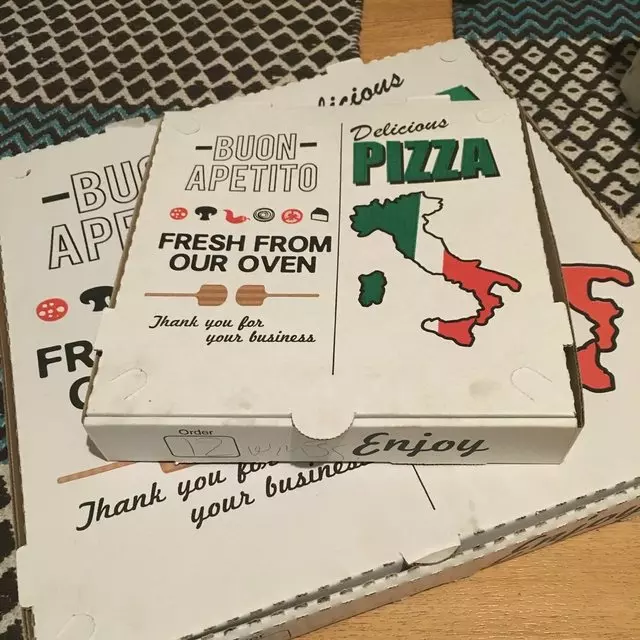 licious
-BUON-
APETITO
FRESH FROM
OUR OVEN
Thank you for
your business
Delicious
PIZZA
Order
12
Enjoy
-BUO
APE
FR
O
Thank you for
your business